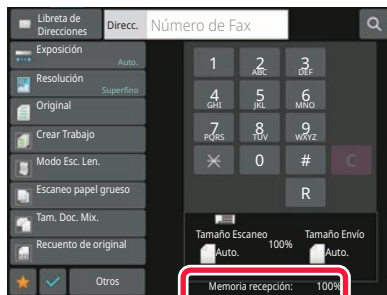 Libreta de
Direcciones
Direcc.
Número de Fax
Exposición
Auto.
Resolución
Superfino
Original
Crear Trabajo
Modo Esc. Len.
Escaneo papel grueso
Tam. Doc. Mix.
Recuento de original
Otros
1
2 ABC
3 DEF
4 GHI
5 JKL
6 MNO
7 PQRS
8 TUV
9 WXYZ
0
#
C
R
Tamaño Escaneo
100%
Tamaño Envío
Auto.
Auto.
Memoria recepción: 100%